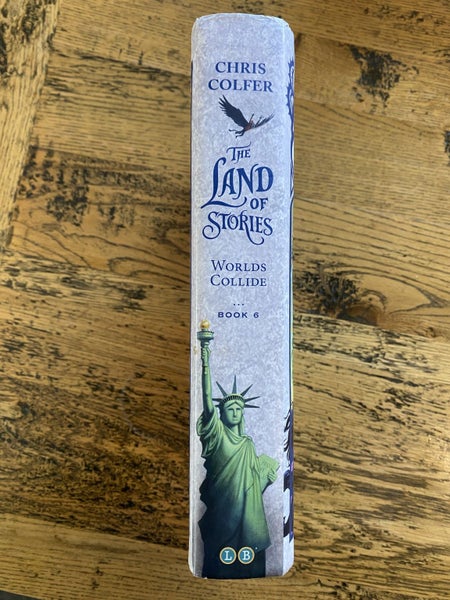 CHRIS
COLFER
THE
LAND
OF
STORIES
WORLDS
COLLIDE
...
BOOK 6
L B